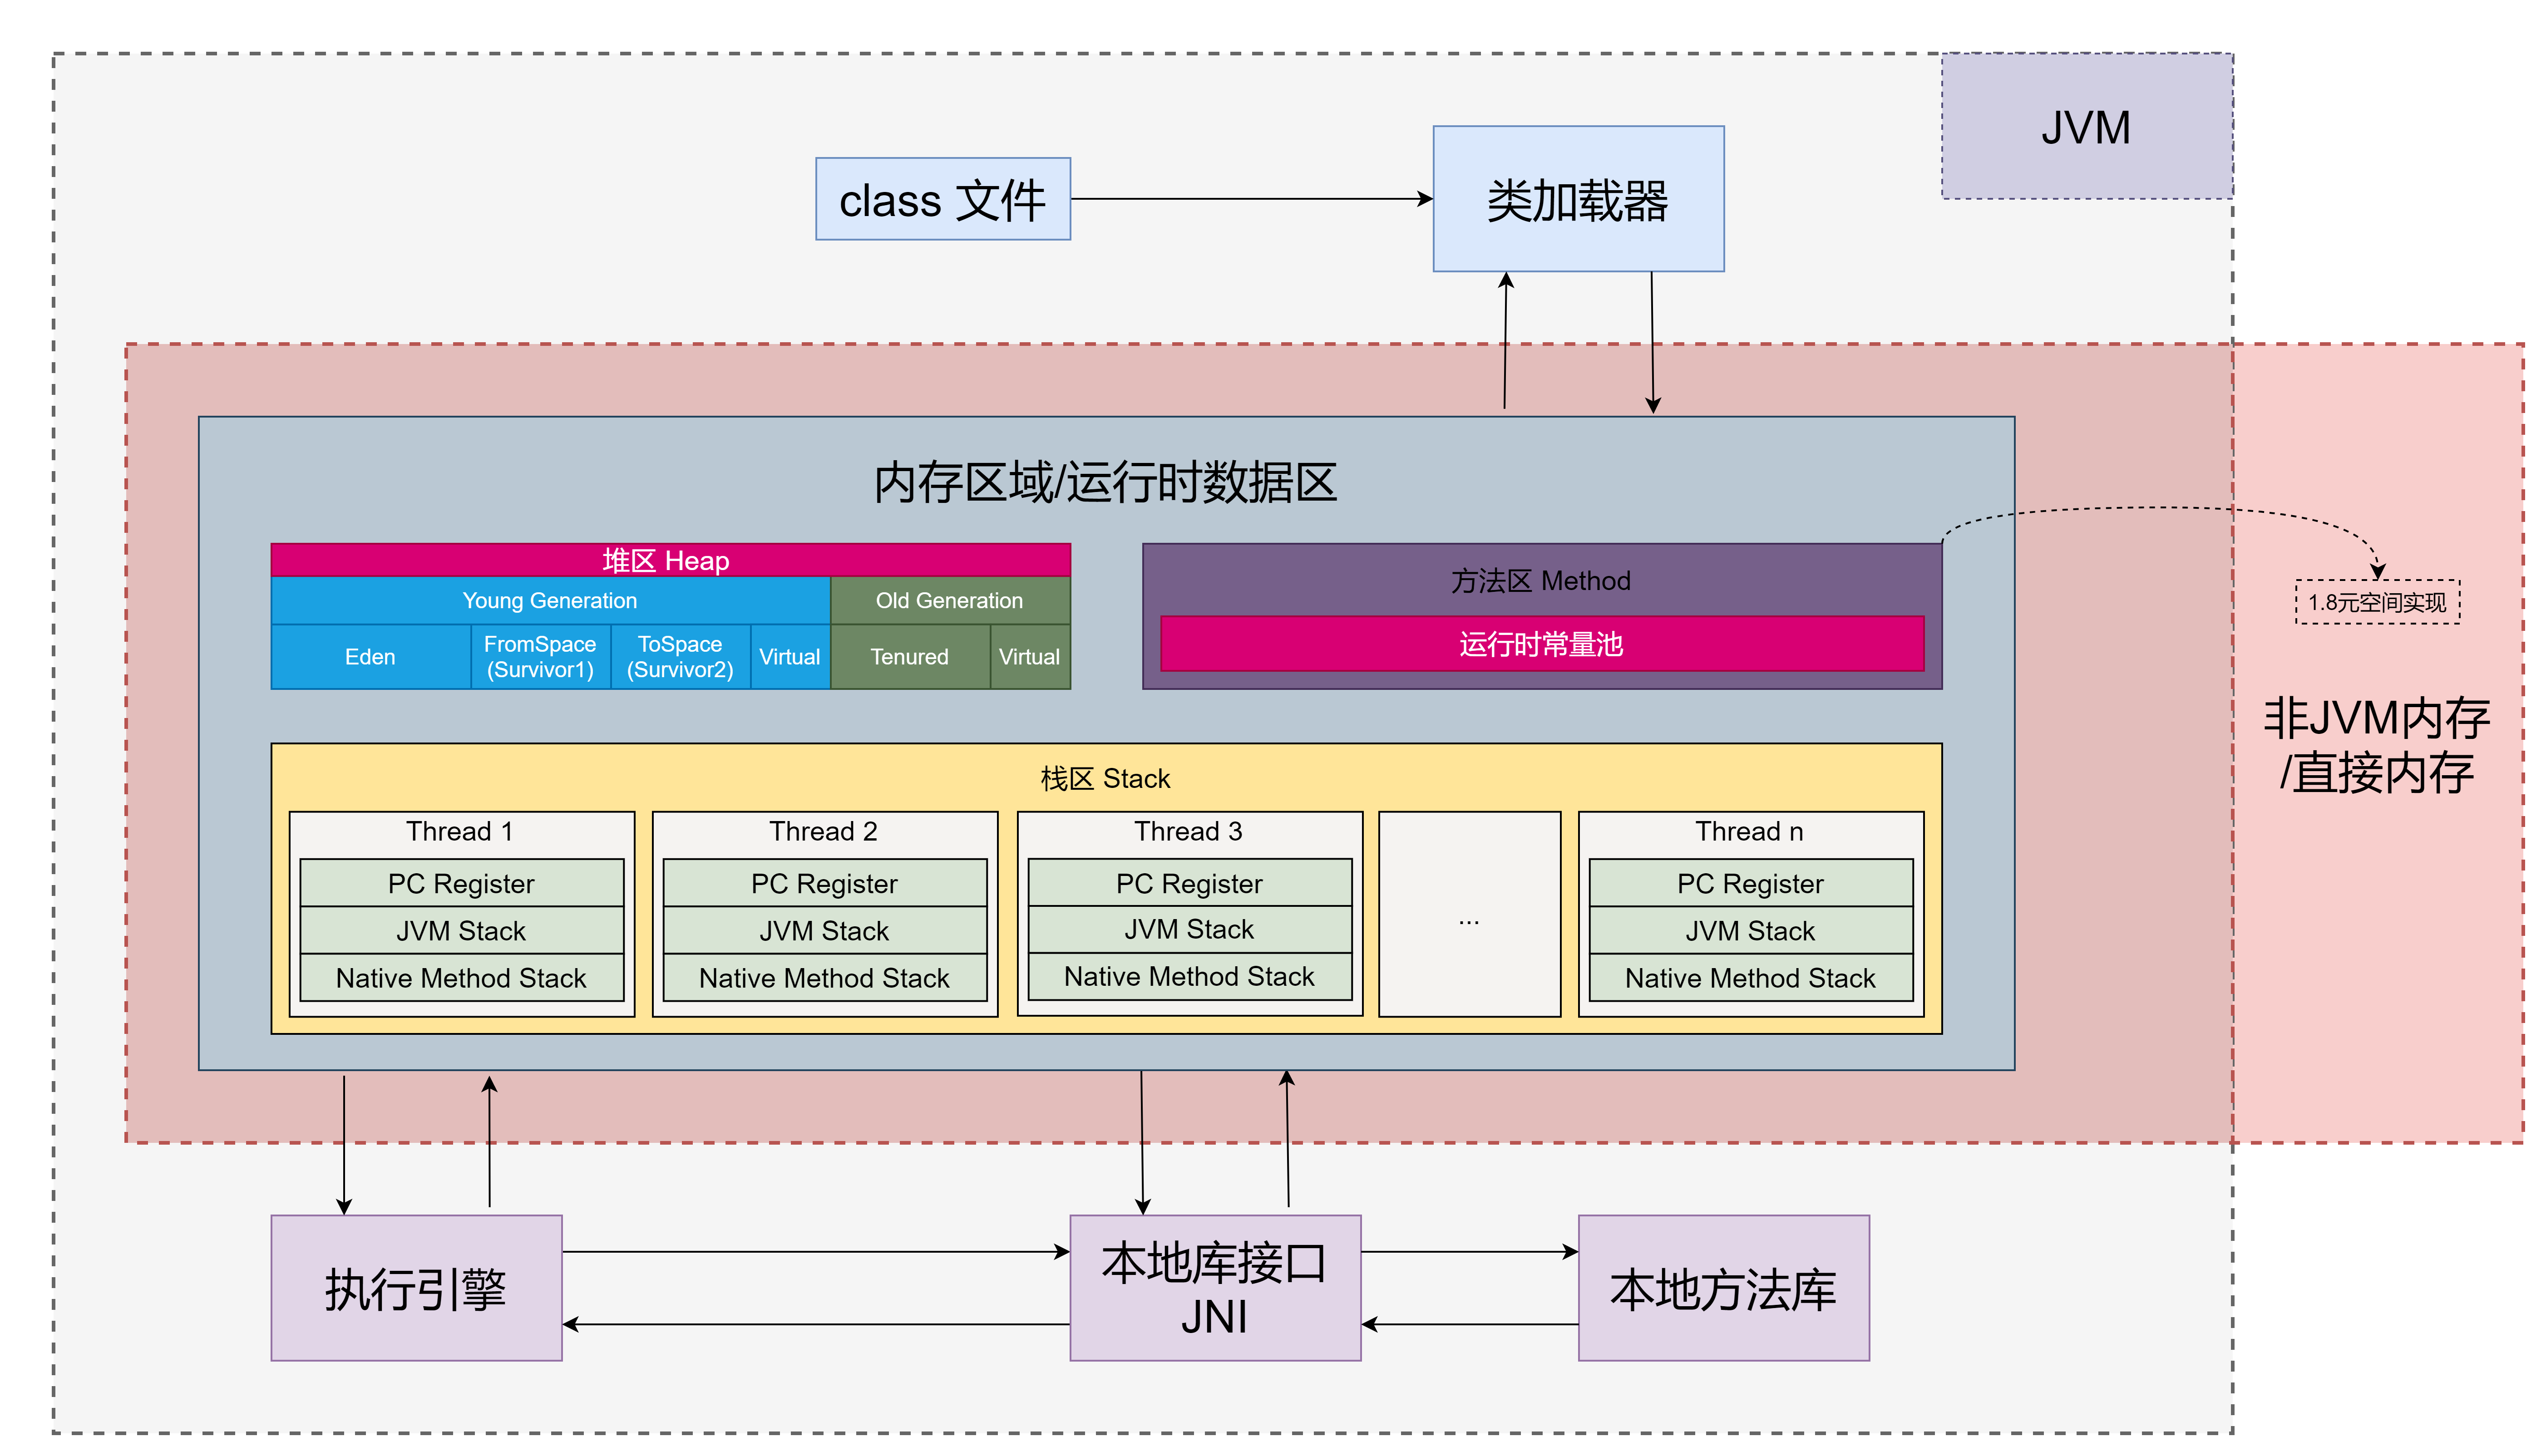 JVM
class 文件
类加载器
内存区域/运行时数据区
堆区 Heap
Young Generation
Old Generation
Eden
FromSpace
(Survivor1)
ToSpace
(Survivor2)
Virtual
Tenured
Virtual
方法区 Method
运行时常量池
1.8元空间实现
非JVM内存
/直接内存
栈区 Stack
Thread 1
PC Register
JVM Stack
Native Method Stack
Thread 2
PC Register
JVM Stack
Native Method Stack
Thread 3
PC Register
JVM Stack
Native Method Stack
...
Thread n
PC Register
JVM Stack
Native Method Stack
执行引擎
本地库接口
JNI
本地方法库